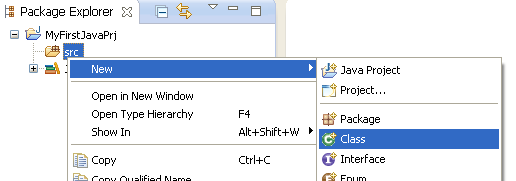 Package Explorer
MyFirstJavaPrj
src
New
Open in New Window
Open Type Hierarchy F4
Show In Alt+Shift+W
Copy Ctrl+C
Copy Qualified Name
Java Project
Project...
Package
Class
Interface
Enum